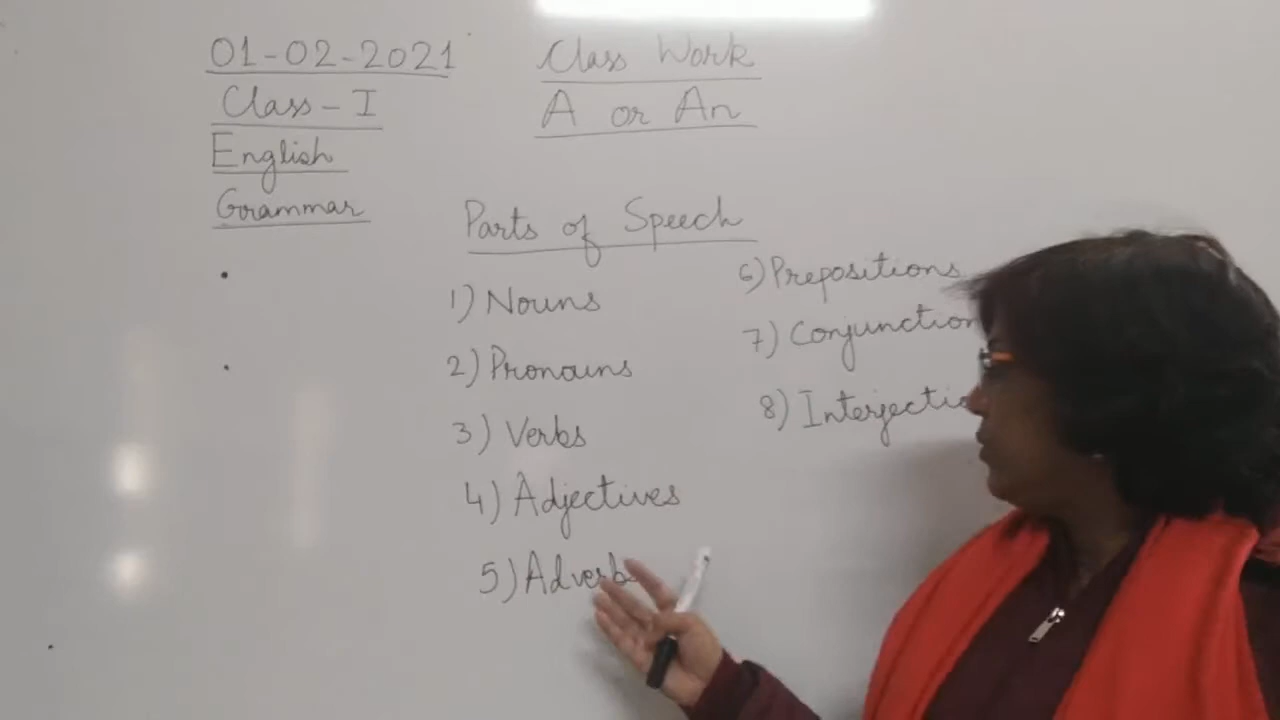 01-02-2021
Class Work
Class - I
A or An
English
Grammar
Parts of Speech
1) Nouns
2) Pronouns
3) Verbs
4) Adjectives
5) Adverb
6) Prepositions
7) Conjunction
8) Interjectio